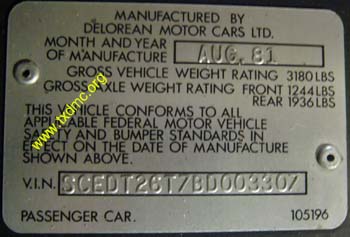 MANUFACTURED BY
DELOREAN MOTOR CARS LTD.
MONTH AND YEAR
OF MANUFACTURE AUG. 81
GROSS VEHICLE WEIGHT RATING 3180 LBS
GROSS AXLE WEIGHT RATING FRONT 1244 LBS
REAR 1936 LBS
THIS VEHICLE CONFORMS TO ALL
APPLICABLE FEDERAL MOTOR VEHICLE
SAFETY AND BUMPER STANDARDS IN
EFFECT ON THE DATE OF MANUFACTURE
SHOWN ABOVE.
V.I.N. SCEDT26T7BD003307
PASSENGER CAR. 105196
www.txdmc.org